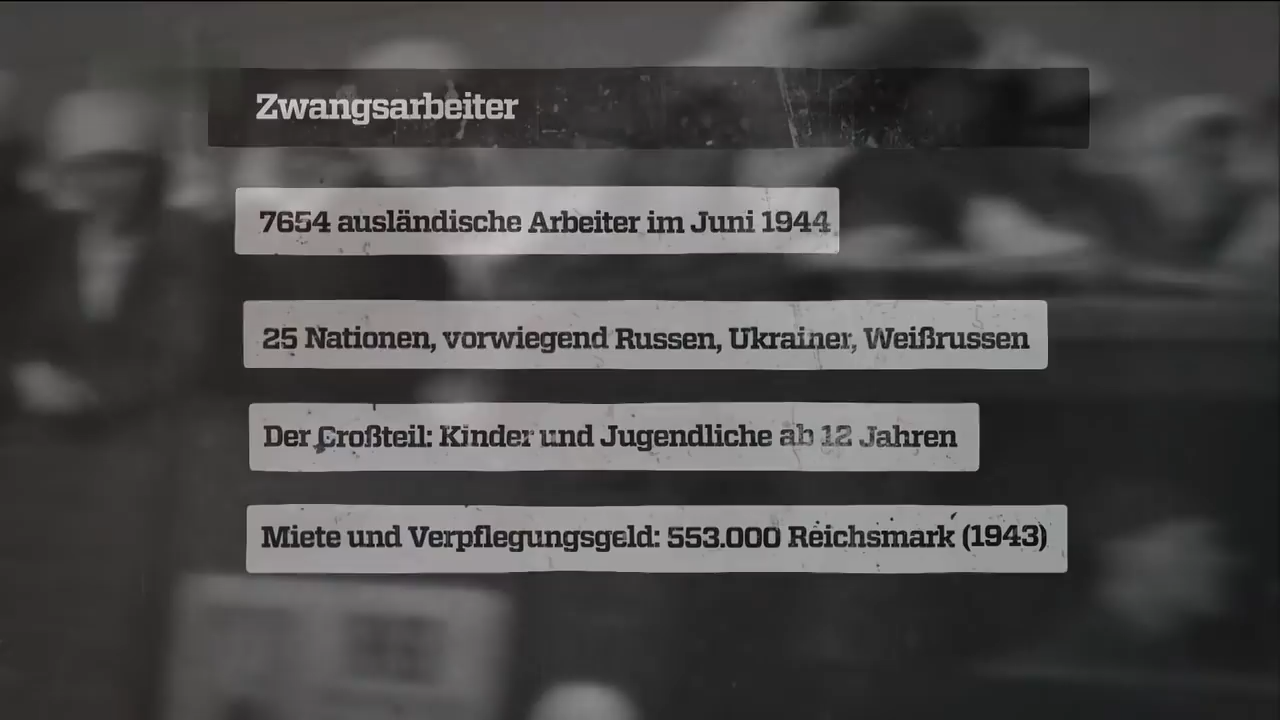 Zwangsarbeiter
7654 ausländische Arbeiter im Juni 1944
25 Nationen, vorwiegend Russen, Ukrainer, Weißrussen
Der Großteil: Kinder und Jugendliche ab 12 Jahren
Miete und Verpflegungsgeld: 553.000 Reichsmark (1943)